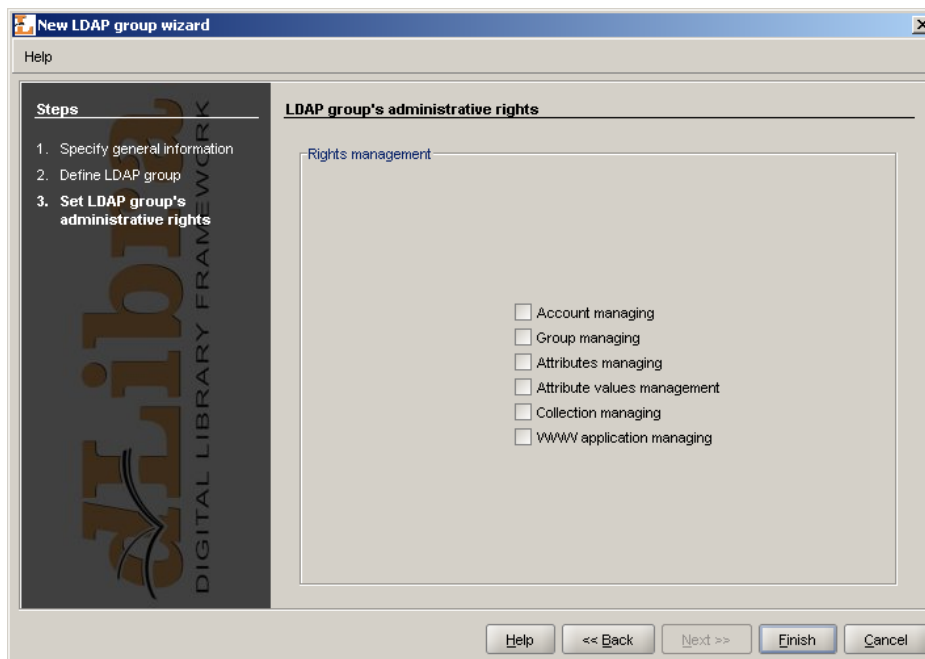 New LDAP group wizard
Help
Steps
1. Specify general information
2. Define LDAP group
3. Set LDAP group's
administrative rights
dLibra
DIGITAL LIBRARY FRAMEWORK
LDAP group's administrative rights
Rights management
Account managing
Group managing
Attributes managing
Attribute values management
Collection managing
WWW application managing
Help
<< Back
Next >>
Finish
Cancel